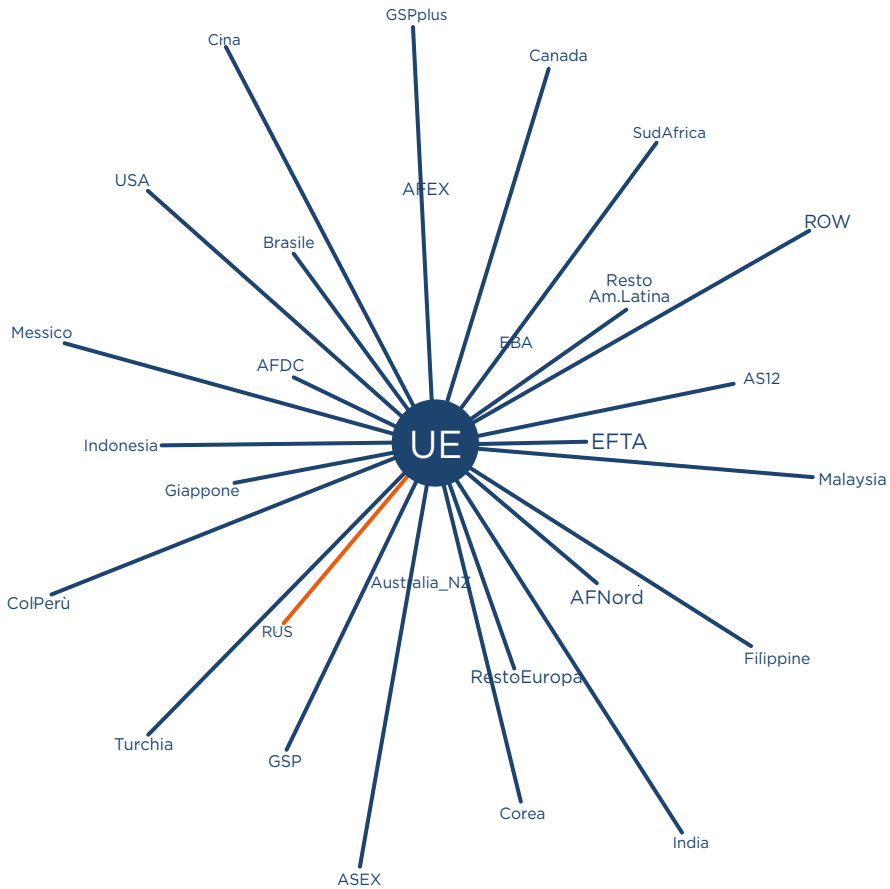 GSPplus
Cina
Canada
SudAfrica
USA
AFEX
ROW
Brasile
Resto
Am.Latina
Messico
EBA
AFDC
AS12
UE
EFTA
Indonesia
Malaysia
Giappone
Australia_NZ
AFNord
ColPerù
RUS
Filippine
RestoEuropa
Turchia
GSP
Corea
India
ASEX